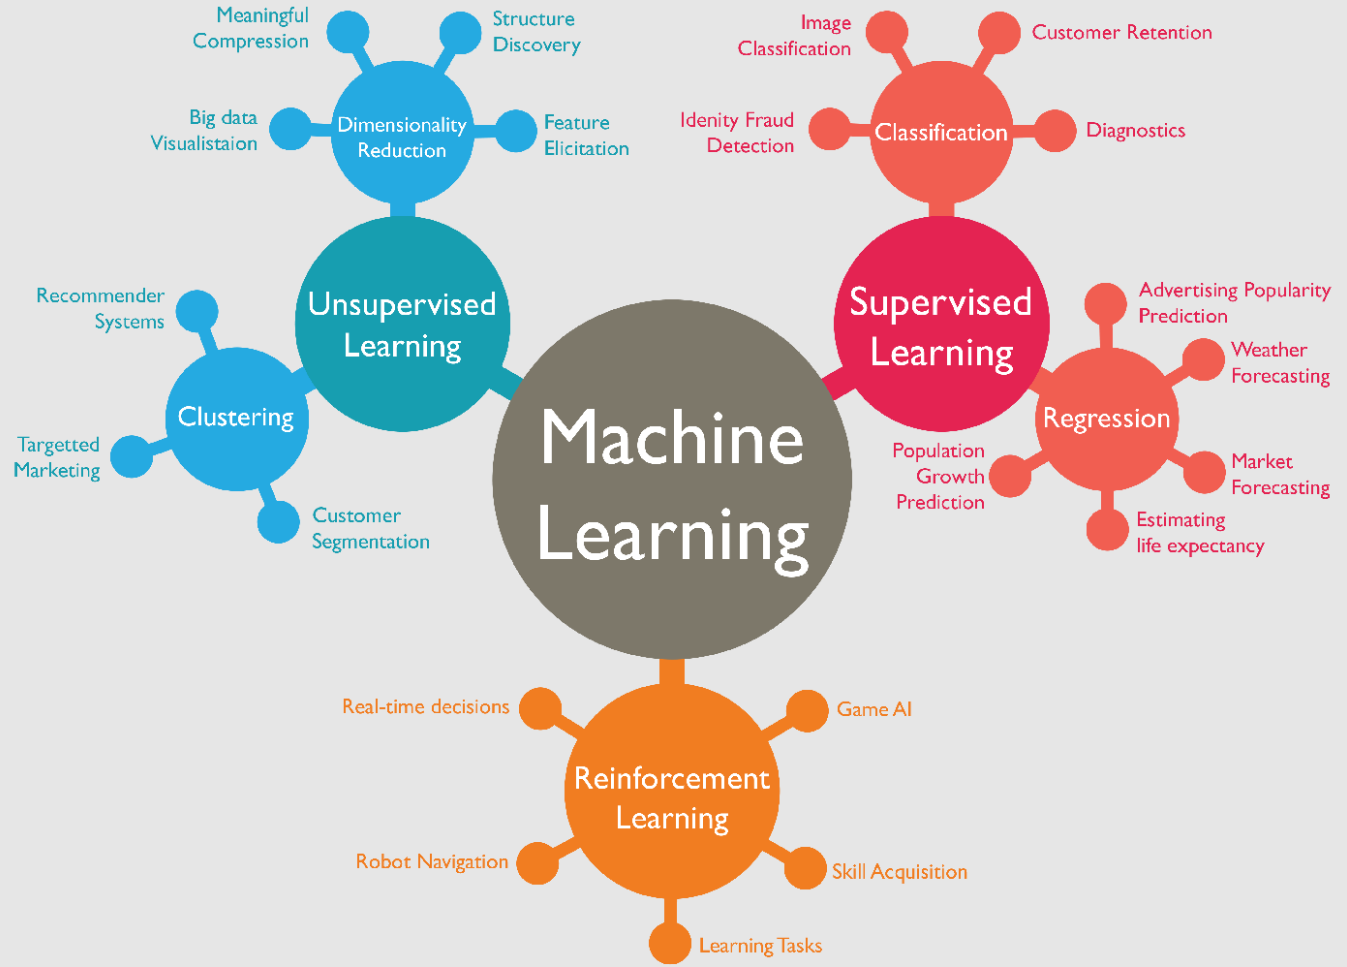 Meaningful
Compression
Structure
Discovery
Big data
Visualistaion
Dimensionality
Reduction
Feature
Elicitation
Unsupervised
Learning
Recommender
Systems
Clustering
Targetted
Marketing
Customer
Segmentation
Image
Classification
Customer Retention
Idenity Fraud
Detection
Classification
Diagnostics
Supervised
Learning
Advertising Popularity
Prediction
Weather
Forecasting
Regression
Population
Growth
Prediction
Market
Forecasting
Estimating
life expectancy
Machine
Learning
Real-time decisions
Game AI
Reinforcement
Learning
Robot Navigation
Skill Acquisition
Learning Tasks